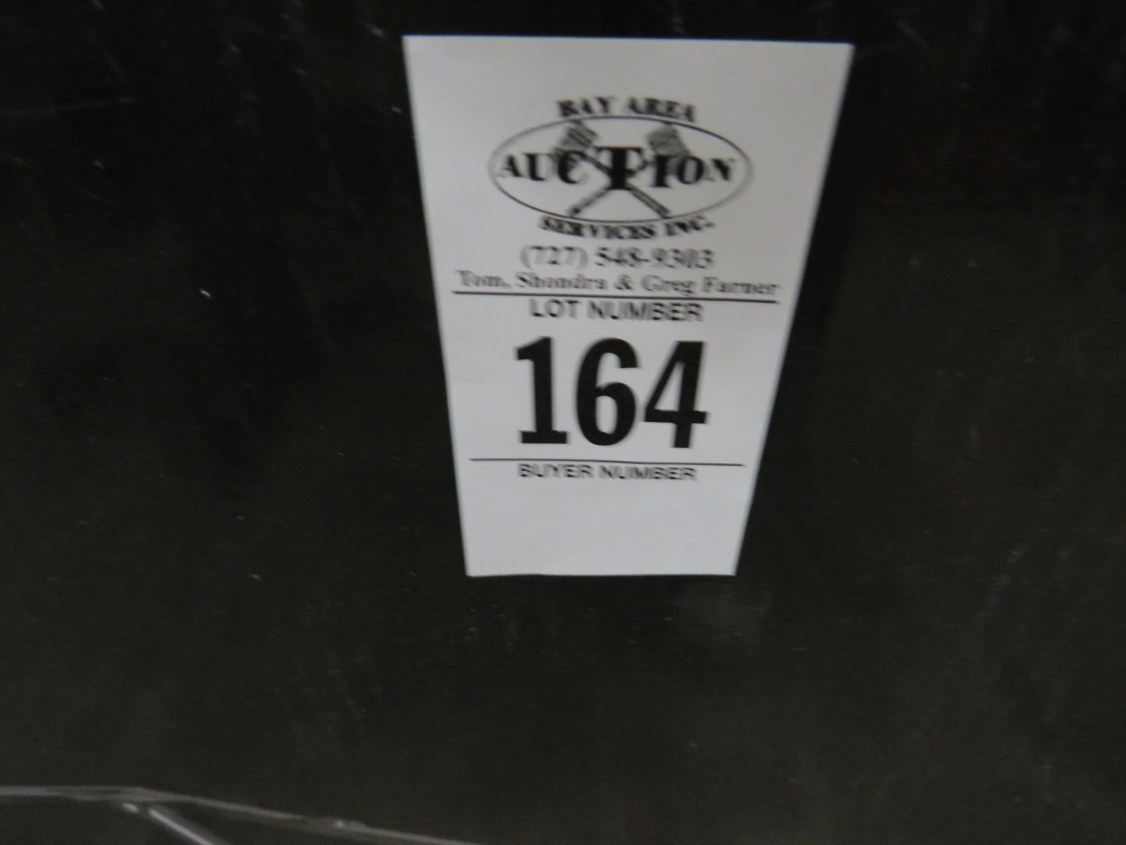 BAY AREA
AUCTION
SERVICES INC.
(727) 548-9303
Tom, Shondra & Greg Farner
LOT NUMBER
164
BUYER NUMBER